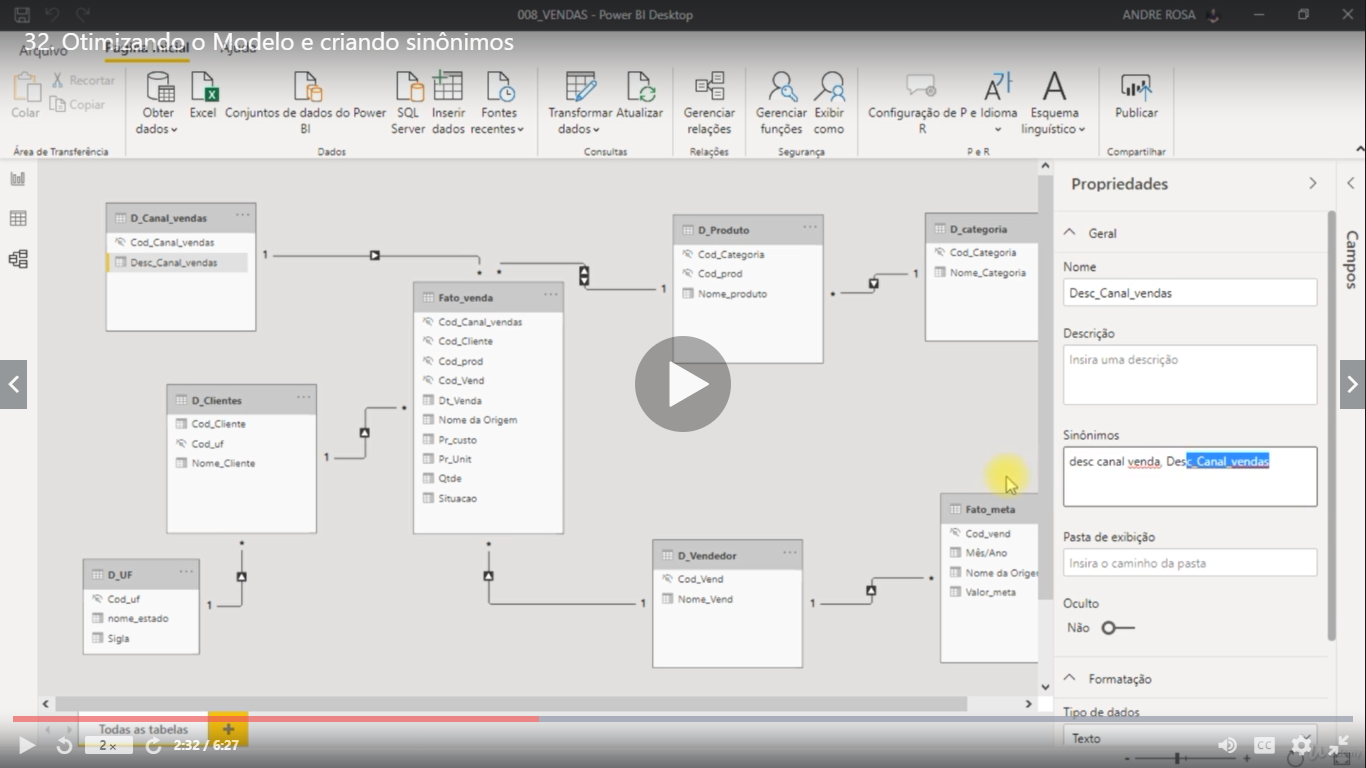 008_VENDAS - Power BI Desktop
ANDRE ROSA
32. Otimizando o Modelo e criando sinônimos
Arquivo Página Inicial Ajuda
Colar
Recortar
Copiar
Área de Transferência
Obter dados
Excel
Conjuntos de dados do Power BI
SQL Server
Inserir dados
Fontes recentes
Dados
Transformar dados
Atualizar
Consultas
Gerenciar relações
Relações
Gerenciar funções
Exibir como
Segurança
Configuração de P e R
Idioma
Esquema linguístico
P e R
Publicar
Compartilhar
D_Canal_vendas
Cod_Canal_vendas
Desc_Canal_vendas
1
Fato_venda
Cod_Canal_vendas
Cod_Cliente
Cod_prod
Cod_Vend
Dt_Venda
Nome da Origem
Pr_custo
Pr_Unit
Qtde
Situacao
D_Produto
Cod_Categoria
Cod_prod
Nome_produto
1
D_categoria
Cod_Categoria
Nome_Categoria
1
D_Clientes
Cod_Cliente
Cod_uf
Nome_Cliente
1
D_UF
Cod_uf
nome_estado
Sigla
1
D_Vendedor
Cod_Vend
Nome_Vend
1
1
Fato_meta
Cod_vend
Mês/Ano
Nome da Orige
Valor_meta
Propriedades
Geral
Nome
Desc_Canal_vendas
Descrição
Insira uma descrição
Sinônimos
desc canal venda, Desc_Canal_vendas
Pasta de exibição
Insira o caminho da pasta
Oculto
Não
Formatação
Tipo de dados
Texto
Campos
Todas as tabelas
2 x
2:32 / 6:27
CC